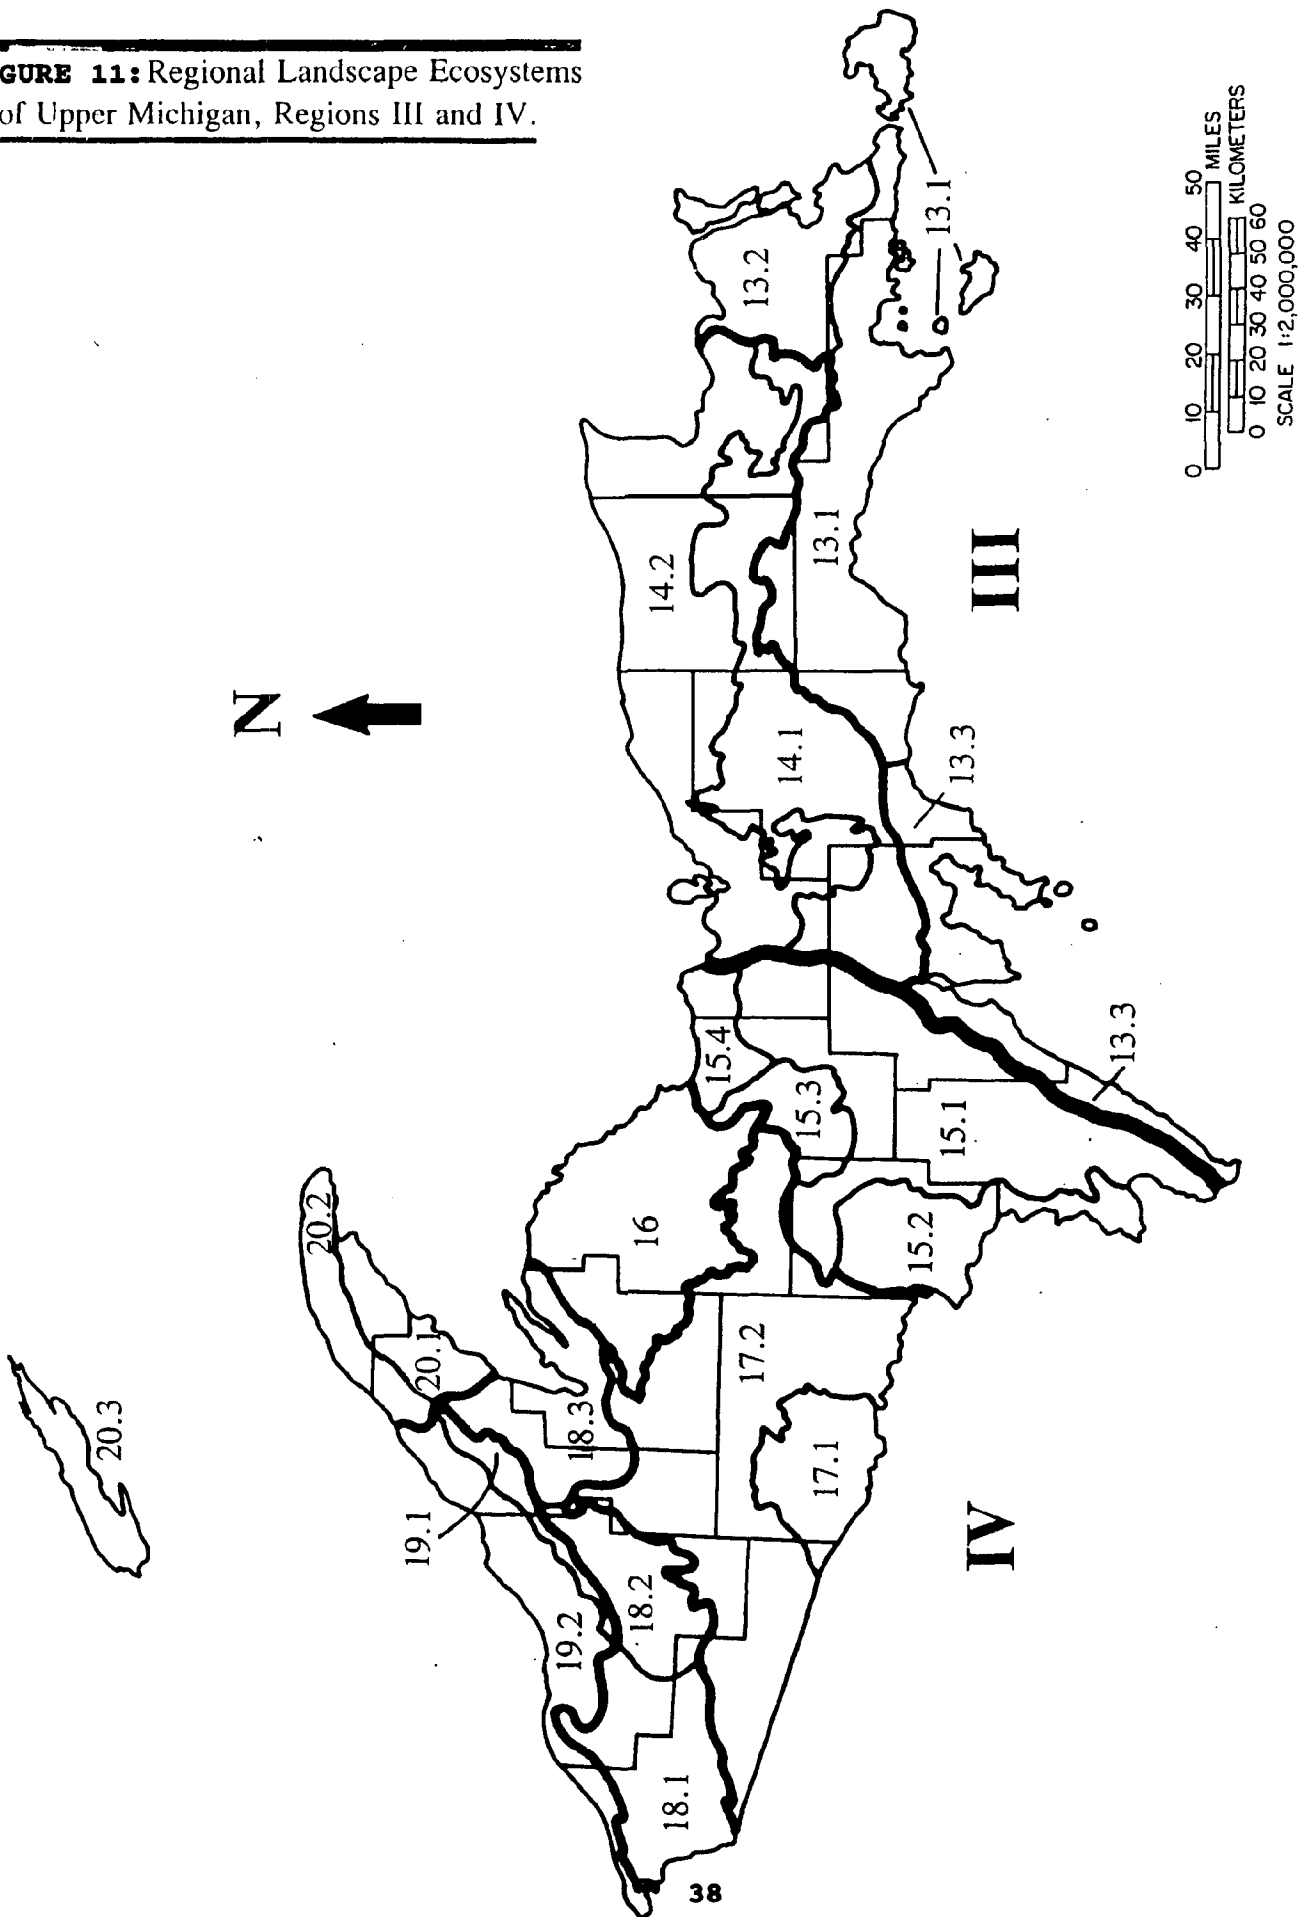 GURE 11: Regional Landscape Ecosystems
of Upper Michigan, Regions III and IV.
N
20.3
20.2
20.1
19.1
19.2
18.3
18.2
18.1
16
17.2
17.1
15.4
15.3
15.1
15.2
14.2
14.1
13.2
13.1
13.1
13.3
13.3
III
IV
0 10 20 30 40 50 MILES
KILOMETERS
0 10 20 30 40 50 60
SCALE 1:2,000,000
38